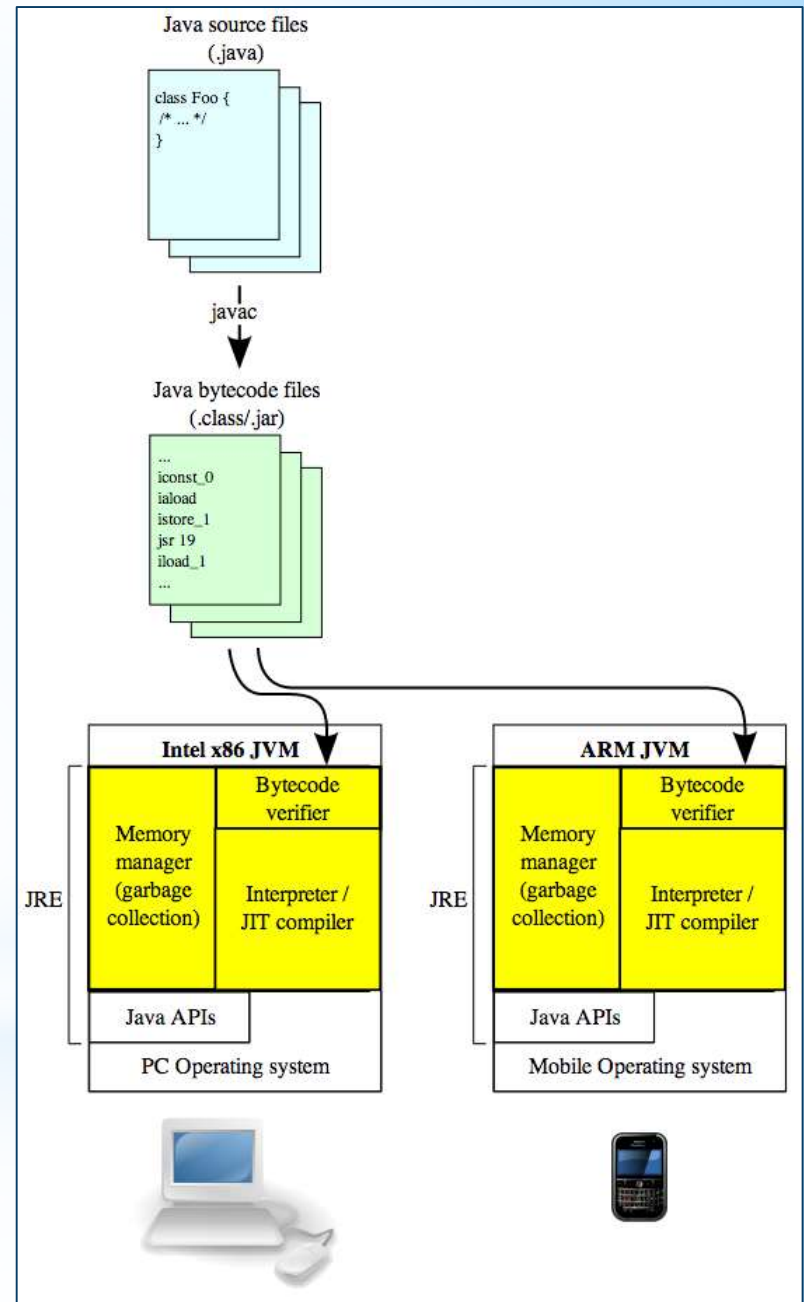 Java source files
(.java)
class Foo {
/* ... */
}
javac
Java bytecode files
(.class/.jar)
...
iconst_0
iaload
istore_1
jsr 19
iload_1
...
Intel x86 JVM
Bytecode
verifier
Memory
manager
(garbage
collection)
Interpreter /
JIT compiler
JRE
Java APIs
PC Operating system
ARM JVM
Bytecode
verifier
Memory
manager
(garbage
collection)
Interpreter /
JIT compiler
JRE
Java APIs
Mobile Operating system